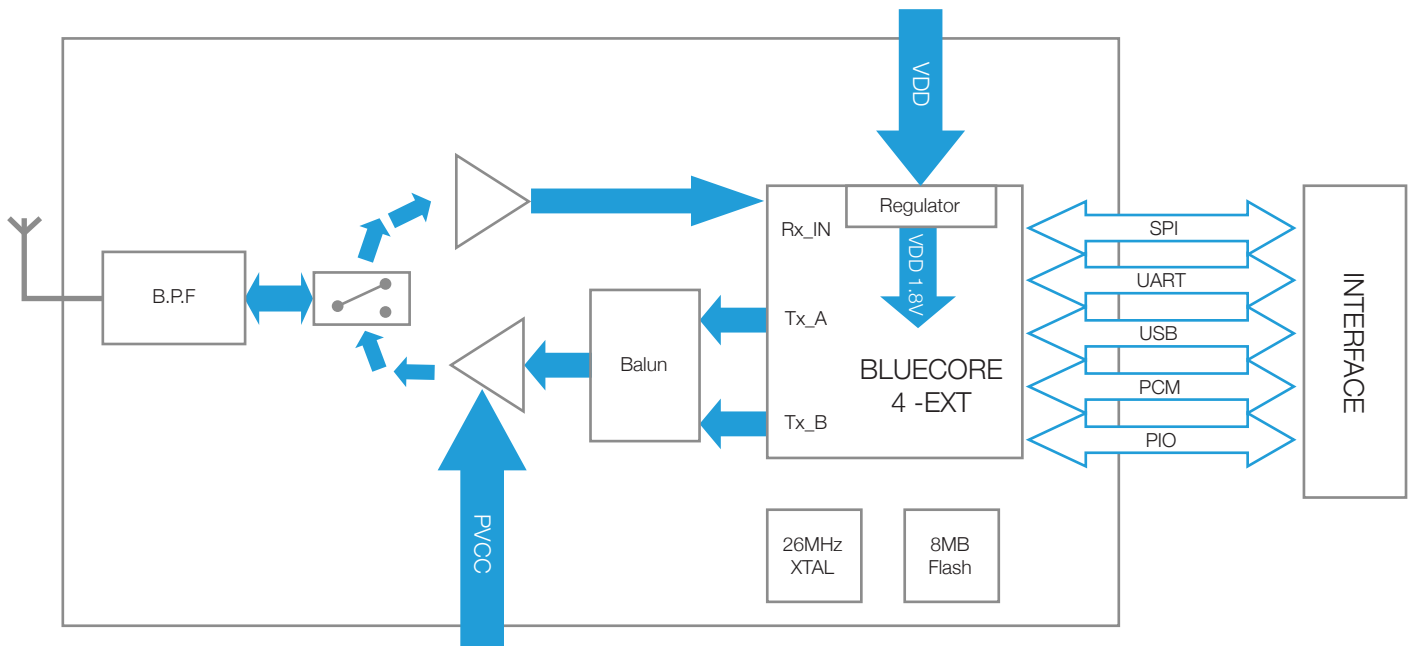 VDD
Regulator
Rx_IN
VDD 1.8V
SPI
UART
B.P.F
Tx_A
USB
Balun
BLUECORE
4 -EXT
PCM
Tx_B
PIO
INTERFACE
PVCC
26MHz
XTAL
8MB
Flash